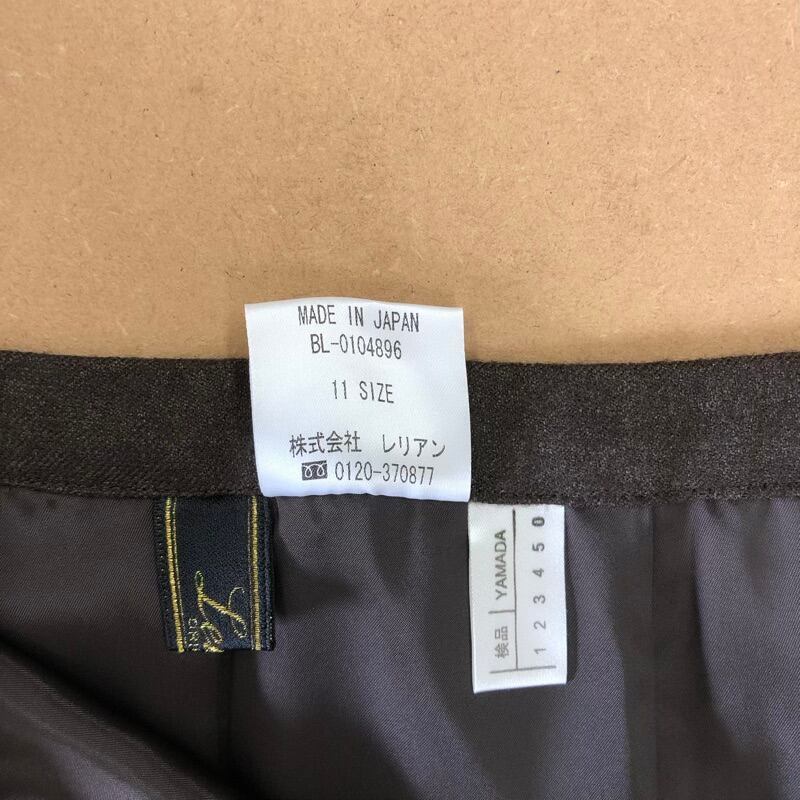 MADE IN JAPAN
BL-0104896
11 SIZE
株式会社 レリアン
0120-370877
検品 YAMADA
1 2 3 4 5 0